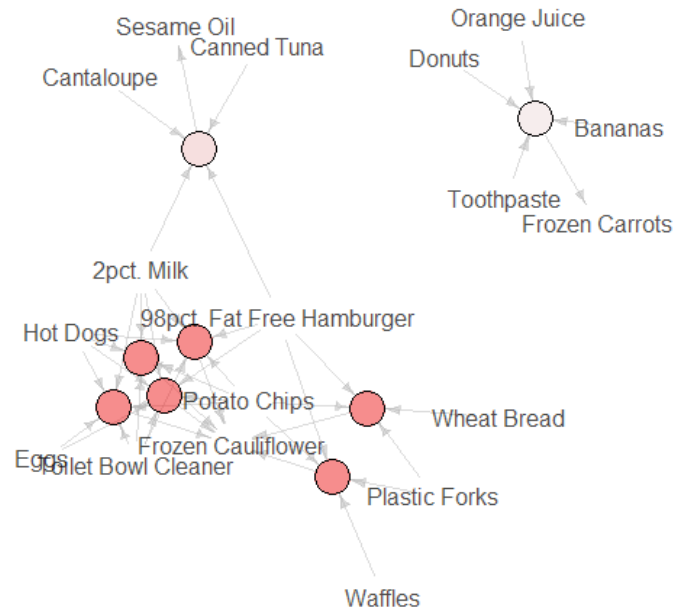 Orange Juice
Sesame Oil
Canned Tuna
Donuts
Cantaloupe
Bananas
Toothpaste
Frozen Carrots
2pct. Milk
98pct. Fat Free Hamburger
Hot Dogs
Potato Chips
Wheat Bread
Frozen Cauliflower
Eggs
Toilet Bowl Cleaner
Plastic Forks
Waffles